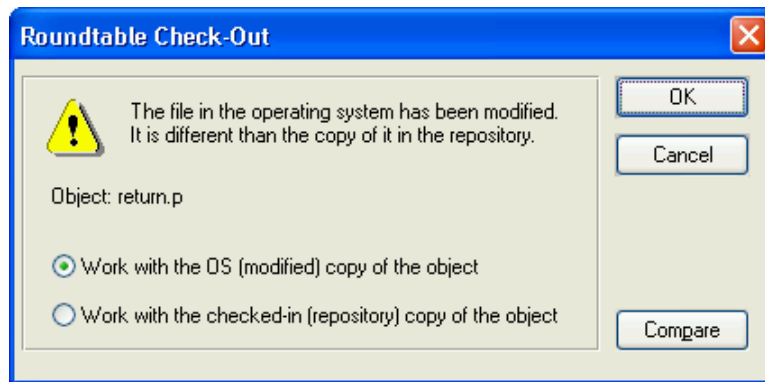 Roundtable Check-Out
The file in the operating system has been modified.
It is different than the copy of it in the repository.
Object: return.p
Work with the OS (modified) copy of the object
Work with the checked-in (repository) copy of the object
OK
Cancel
Compare